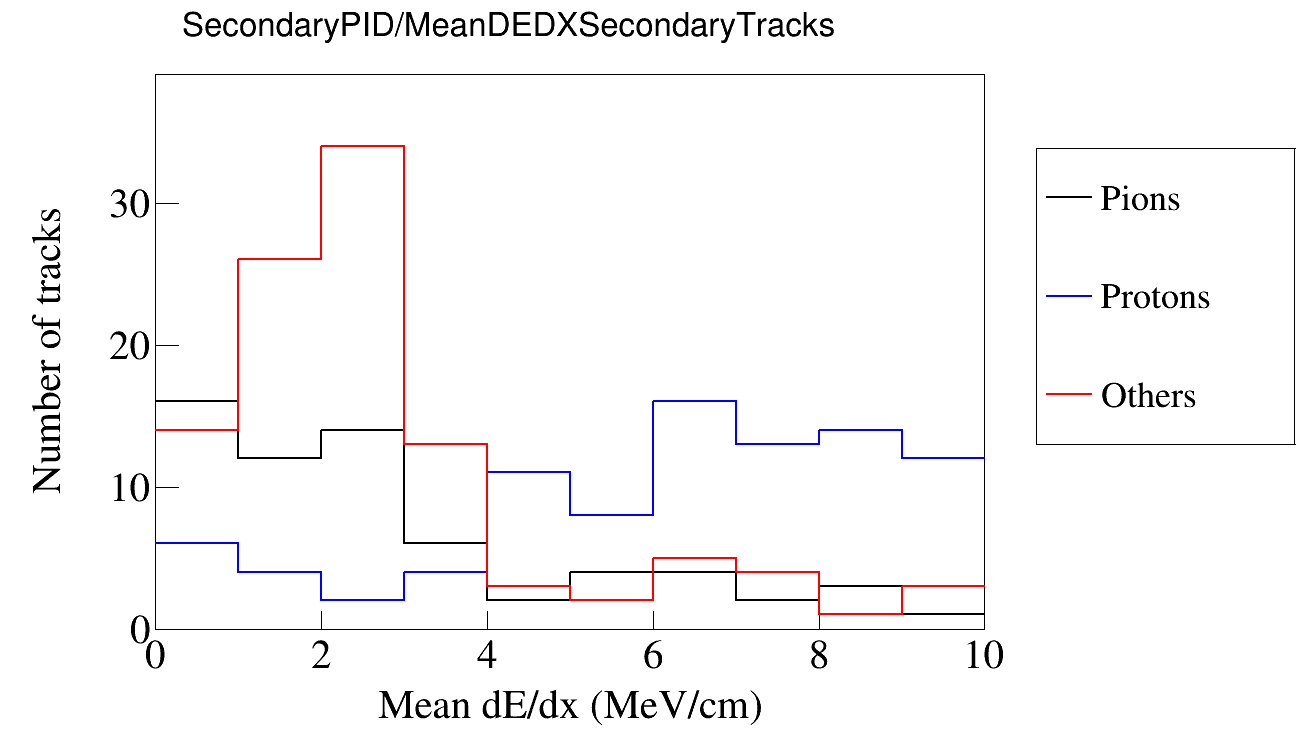 SecondaryPID/MeanDEDXSecondaryTracks
Number of tracks
30
20
10
0
0 2 4 6 8 10
Mean dE/dx (MeV/cm)
Pions
Protons
Others